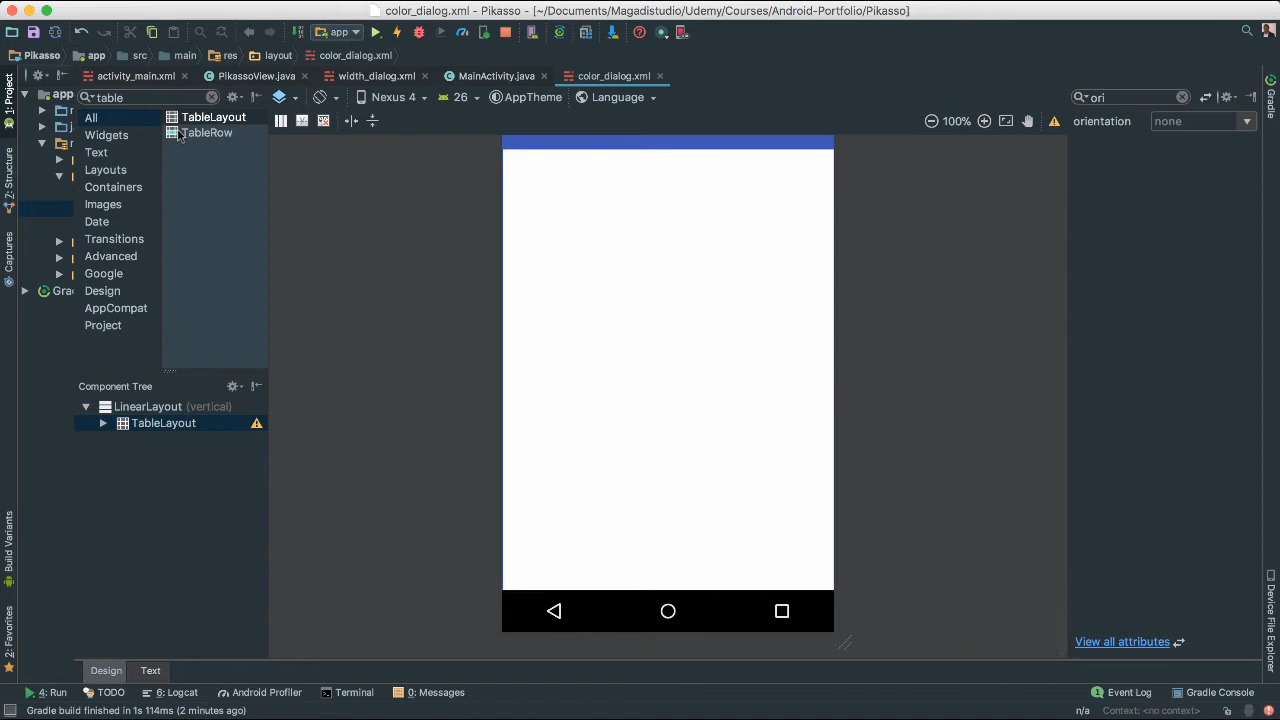 color_dialog.xml - Pikasso - [~/Documents/Magadistudio/Udemy/Courses/Android-Portfolio/Pikasso]
app
Pikasso app src main res layout color_dialog.xml
activity_main.xml PikassoView.java width_dialog.xml MainActivity.java color_dialog.xml
1: Project
Z: Structure
Captures
Build Variants
2: Favorites
app
Grac
table
All
Widgets
Text
Layouts
Containers
Images
Date
Transitions
Advanced
Google
Design
AppCompat
Project
TableLayout
TableRow
Nexus 4 26 AppTheme Language
100%
ori
orientation none
Component Tree
LinearLayout (vertical)
TableLayout
View all attributes
Gradle
Device File Explorer
Design Text
4: Run TODO 6: Logcat Android Profiler Terminal 0: Messages Event Log Gradle Console
Gradle build finished in 1s 114ms (2 minutes ago) n/a Context: <no context>